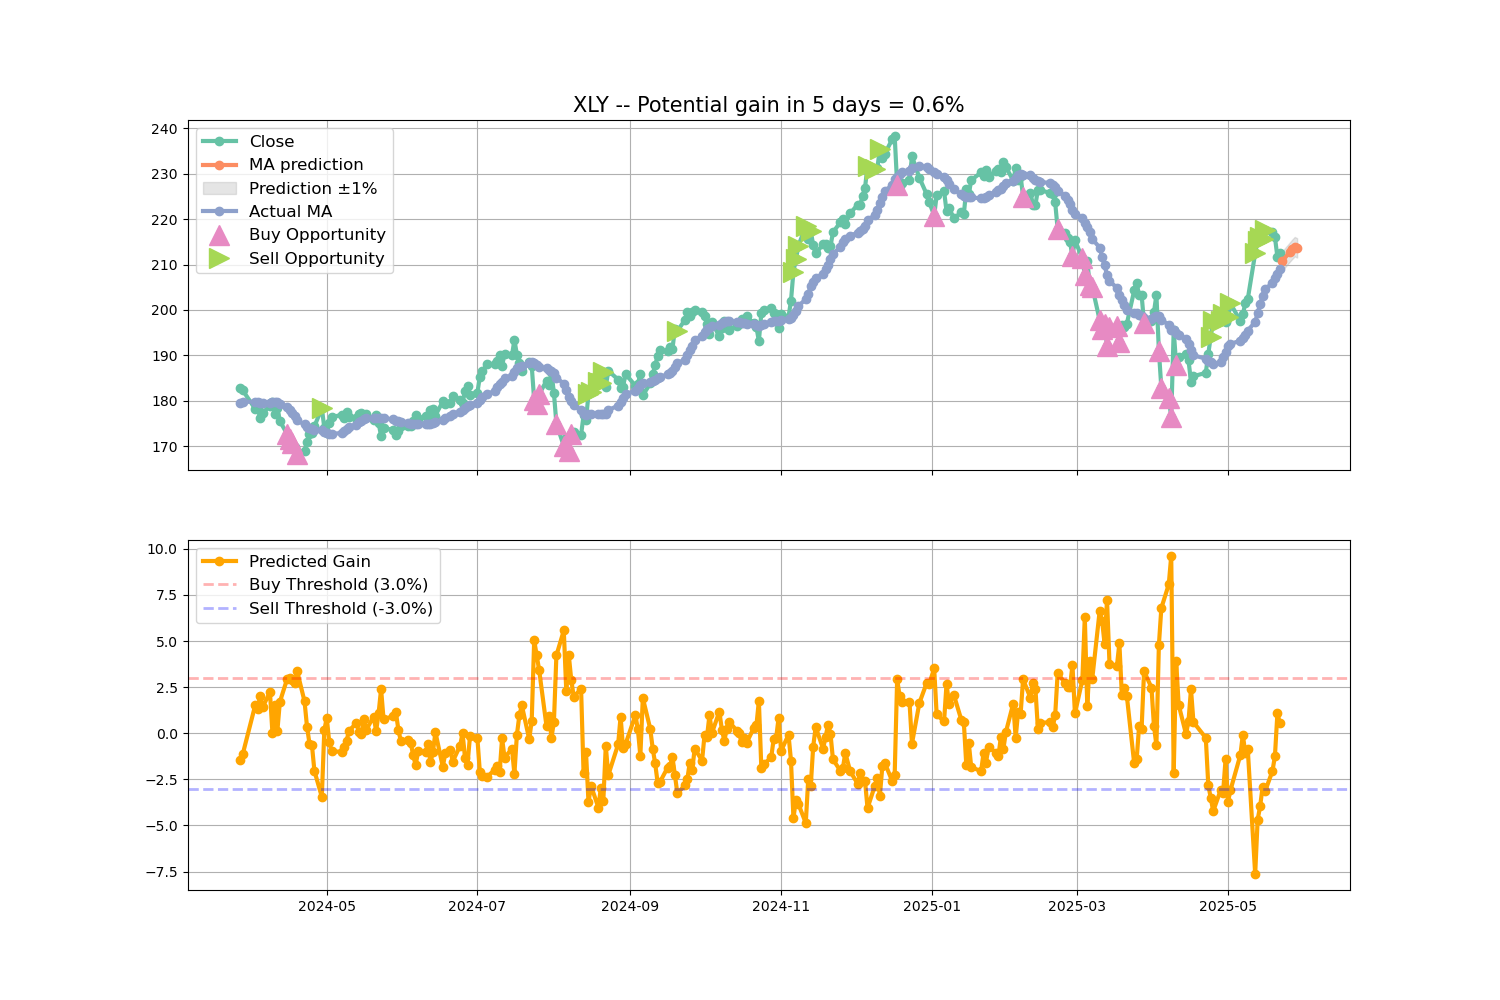 XLY -- Potential gain in 5 days = 0.6%
240
230
220
210
200
190
180
170
Close
MA prediction
Prediction ±1%
Actual MA
Buy Opportunity
Sell Opportunity
10.0
7.5
5.0
2.5
0.0
−2.5
−5.0
−7.5
Predicted Gain
Buy Threshold (3.0%)
Sell Threshold (-3.0%)
2024-05
2024-07
2024-09
2024-11
2025-01
2025-03
2025-05